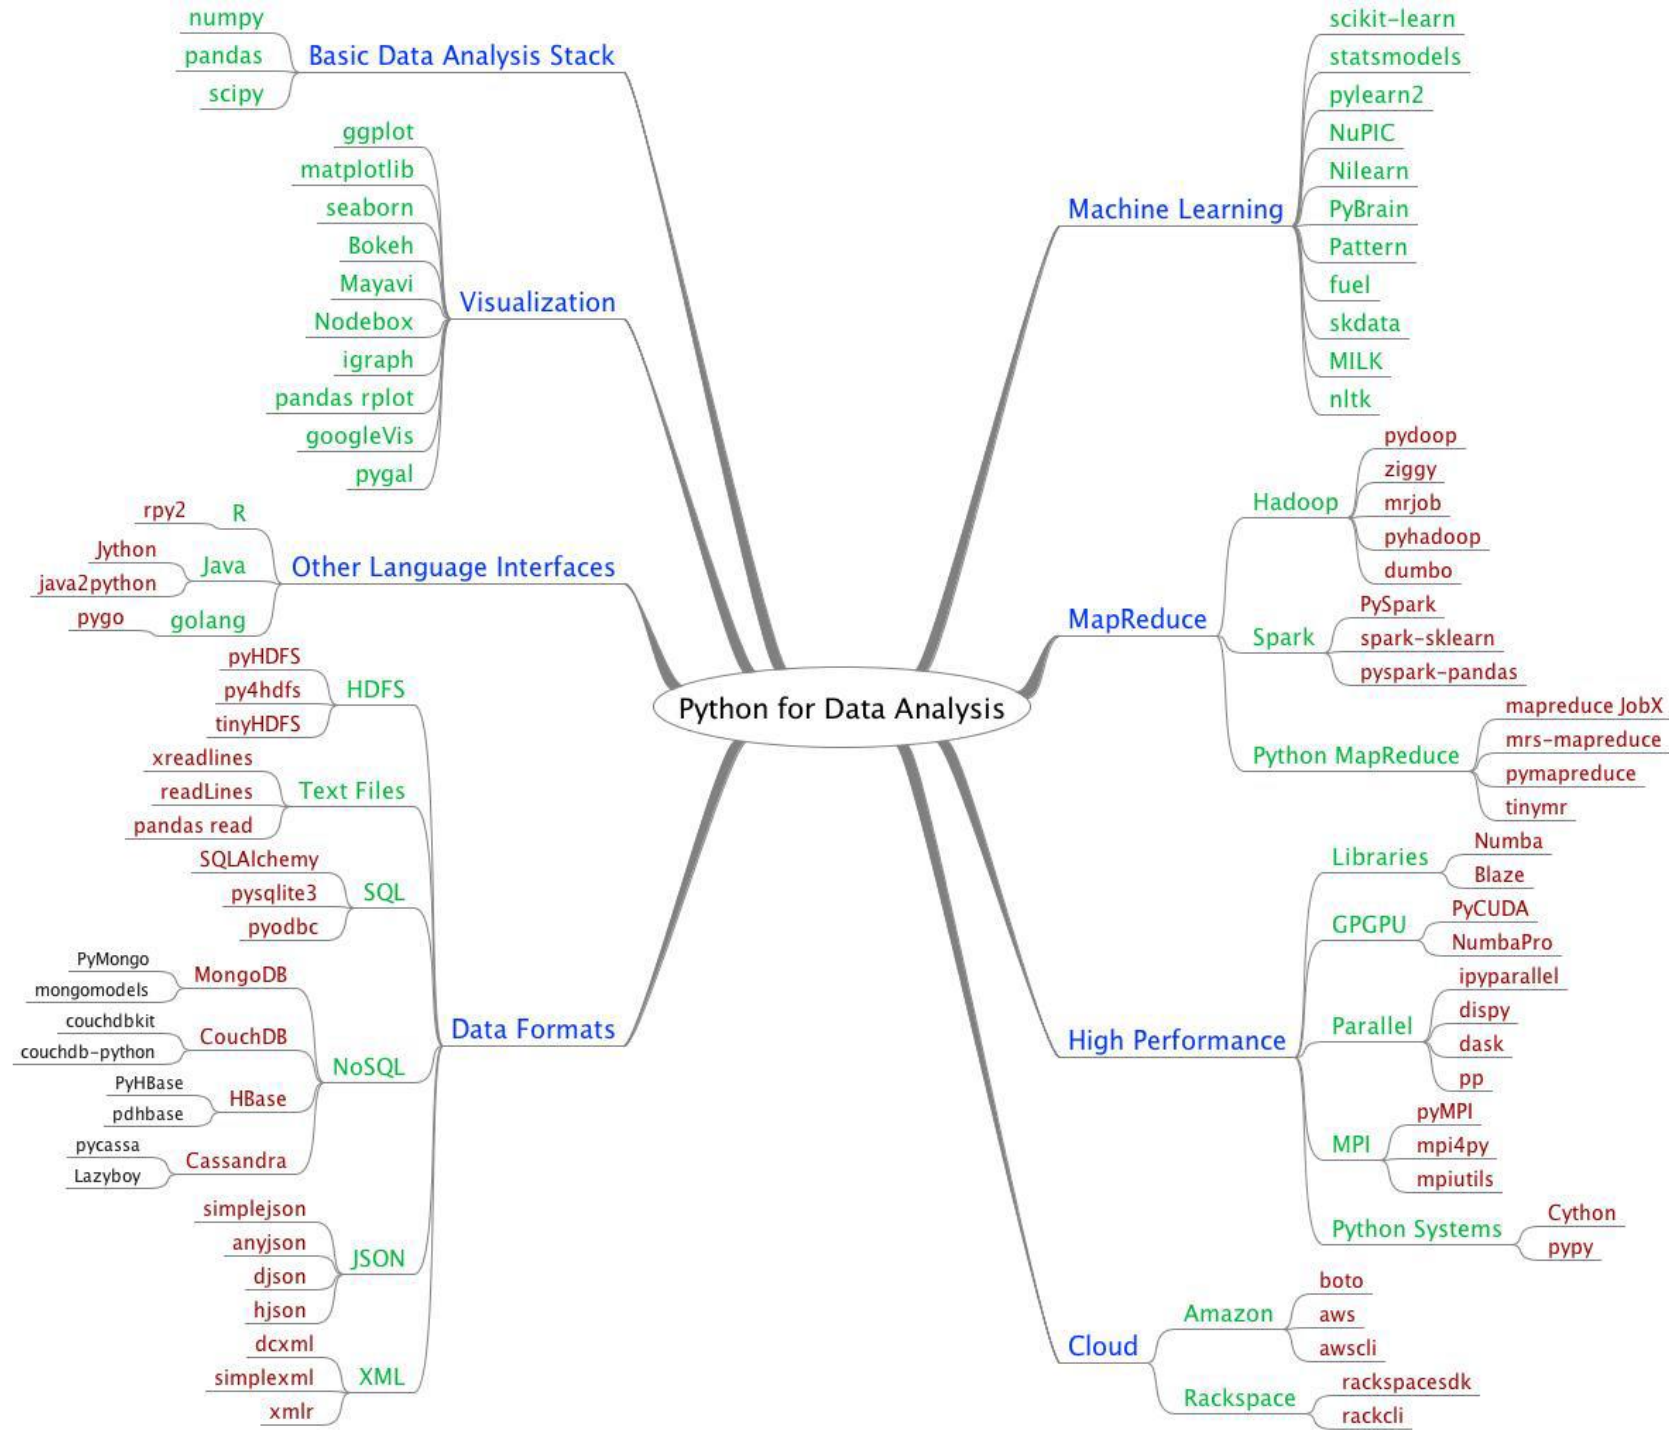 Python for Data Analysis
Basic Data Analysis Stack
numpy
pandas
scipy
Visualization
ggplot
matplotlib
seaborn
Bokeh
Mayavi
Nodebox
igraph
pandas rplot
googleVis
pygal
Other Language Interfaces
R
rpy2
Java
Jython
java2python
golang
pygo
Data Formats
HDFS
pyHDFS
py4hdfs
tinyHDFS
Text Files
xreadlines
readLines
pandas read
SQL
SQLAlchemy
pysqlite3
pyodbc
NoSQL
MongoDB
PyMongo
mongomodels
CouchDB
couchdbkit
couchdb-python
HBase
PyHBase
pdhbase
Cassandra
pycassa
Lazyboy
JSON
simplejson
anyjson
djson
hjson
XML
dcxml
simplexml
xmlr
Machine Learning
scikit-learn
statsmodels
pylearn2
NuPIC
Nilearn
PyBrain
Pattern
fuel
skdata
MILK
nltk
MapReduce
Hadoop
pydoop
ziggy
mrjob
pyhadoop
dumbo
Spark
PySpark
spark-sklearn
pyspark-pandas
Python MapReduce
mapreduce JobX
mrs-mapreduce
pymapreduce
tinymr
High Performance
Libraries
Numba
Blaze
GPGPU
PyCUDA
NumbaPro
Parallel
ipyparallel
dispy
dask
pp
MPI
pyMPI
mpi4py
mpiutils
Python Systems
Cython
pypy
Cloud
Amazon
boto
aws
awscli
Rackspace
rackspacesdk
rackcli